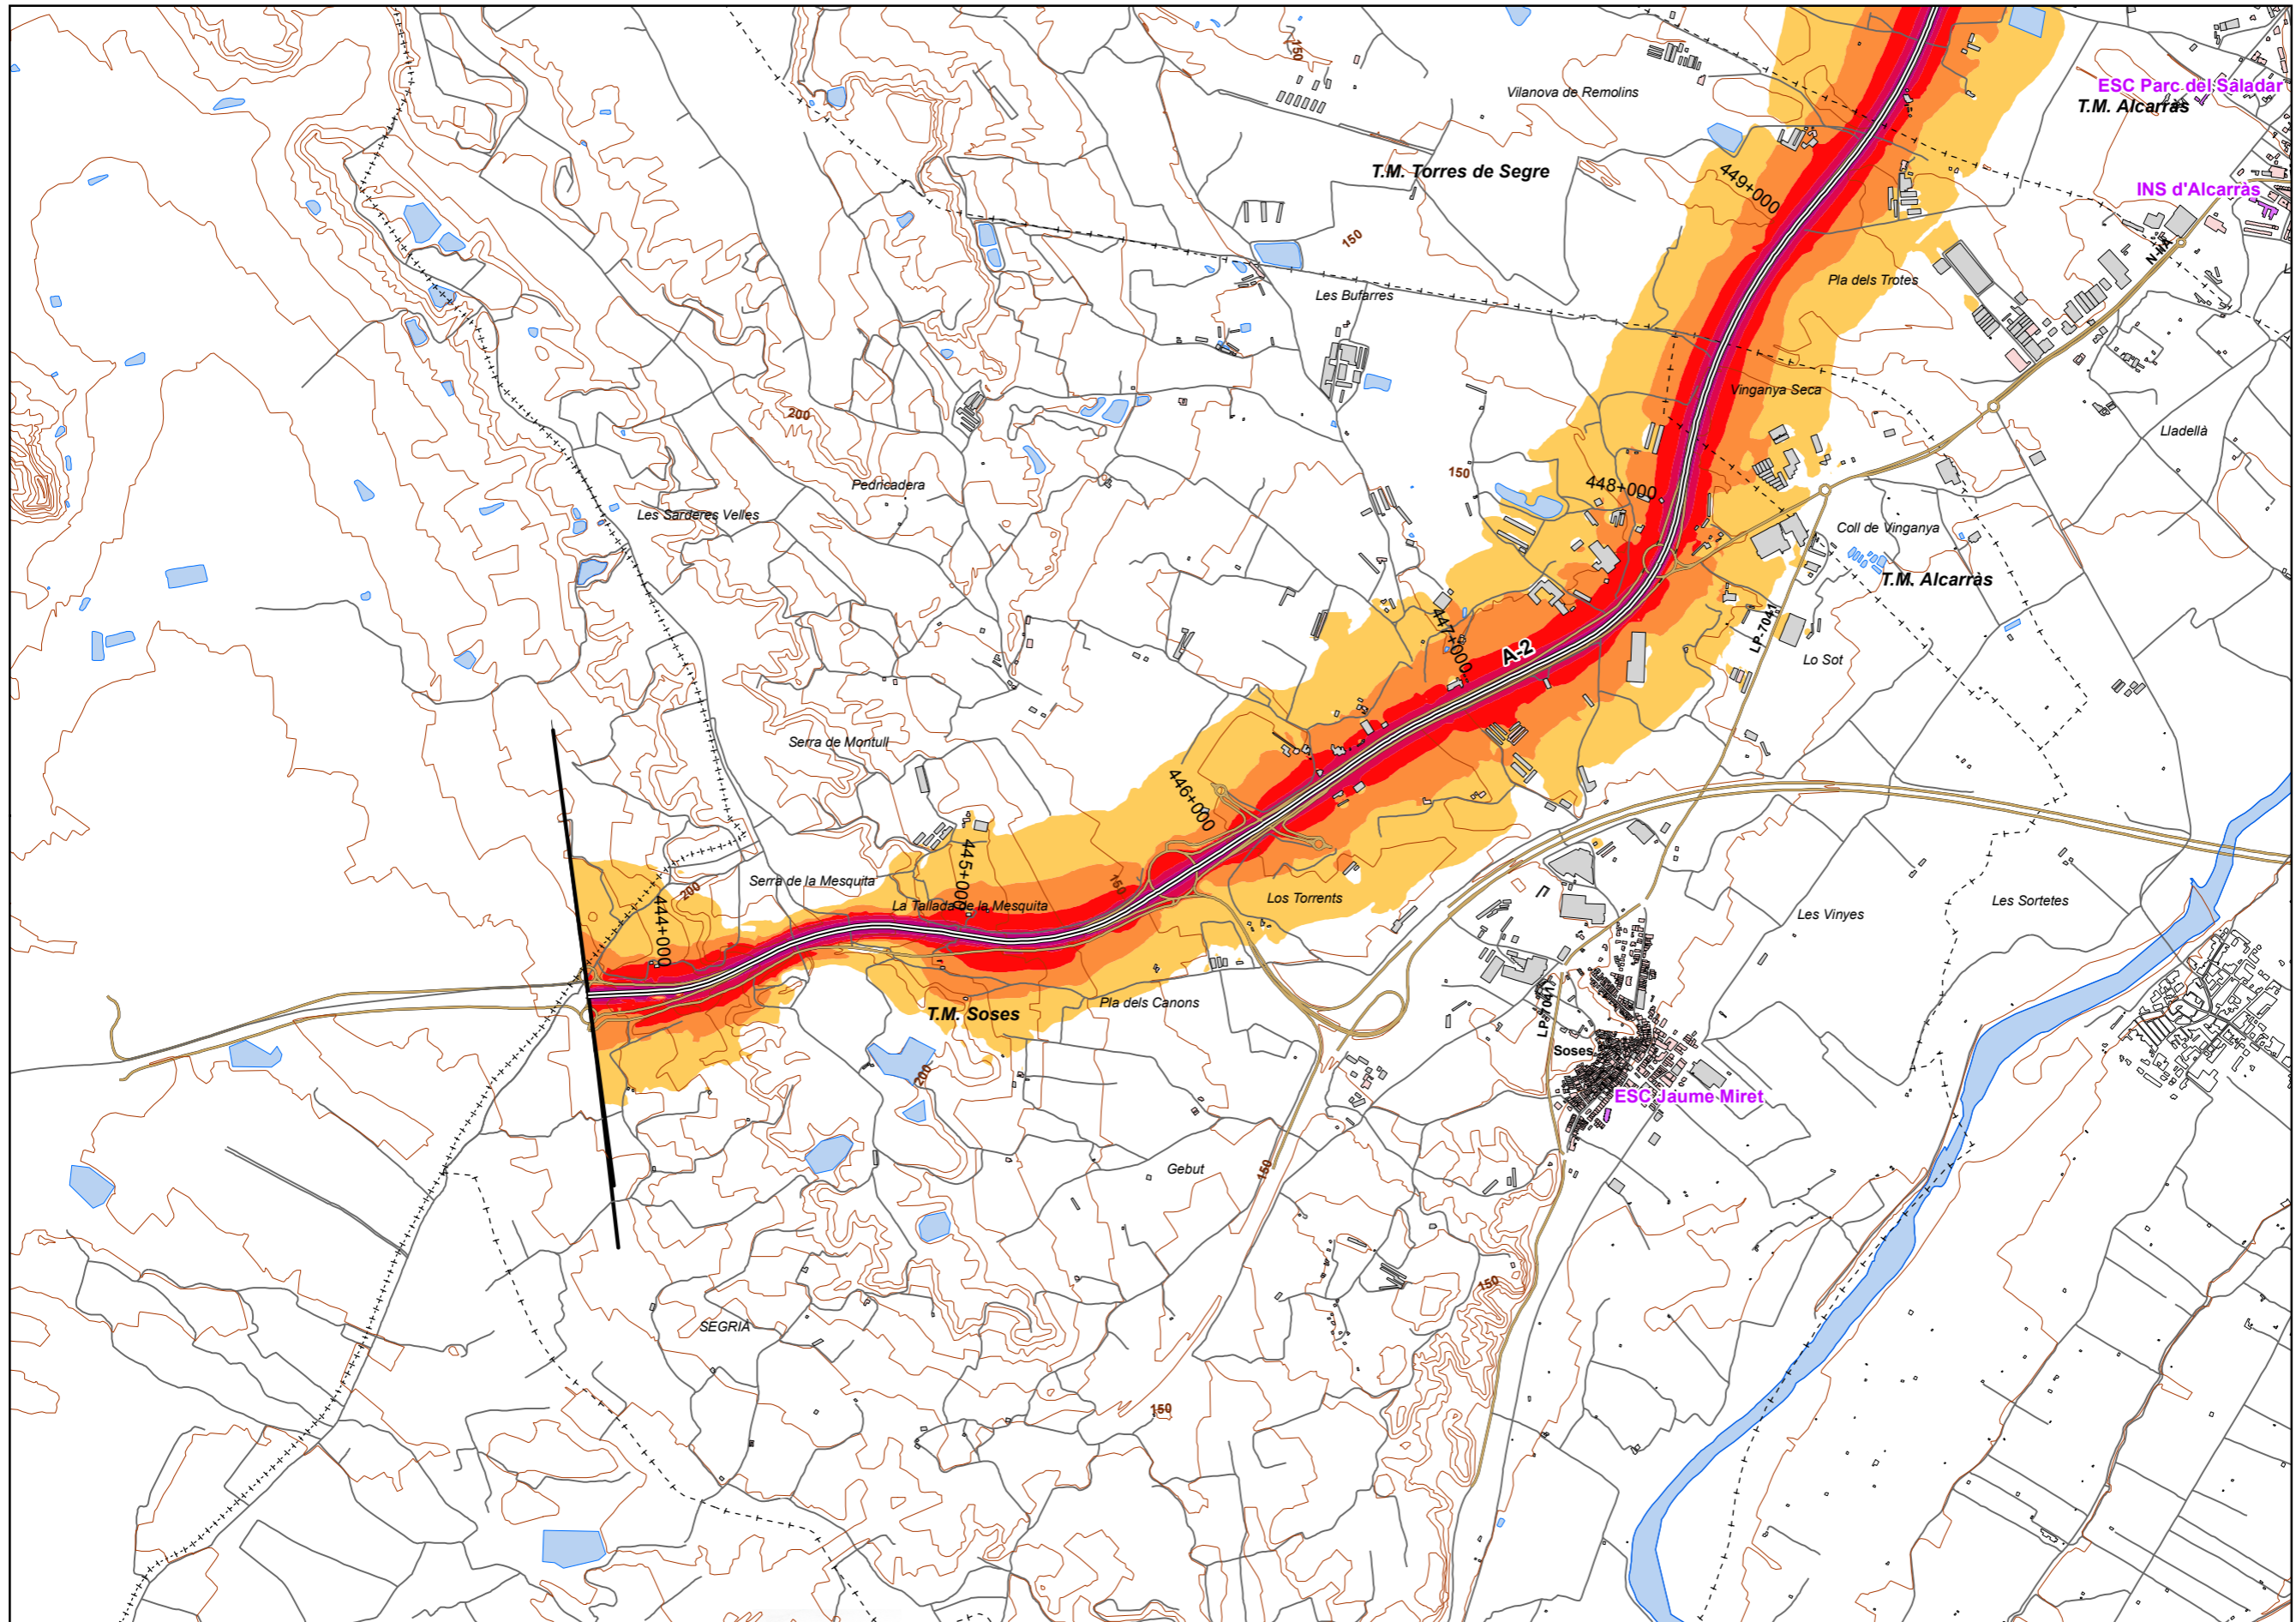 150
Vilanova de Remolins
ESC Parc del Saladar
T.M. Alcarràs
T.M. Torres de Segre
449+000
INS d'Alcarràs
150
N-IIA
Pla dels Trotes
Les Bufarres
Vinganya Seca
200
Lladellà
150
Pedricadera
448+000
Les Sarderes Velles
Coll de Vinganya
T.M. Alcarràs
447+000
LP-7041
A-2
Lo Sot
Serra de Montull
446+000
445+000
Serra de la Mesquita
200
150
444+000
La Tallada de la Mesquita
Los Torrents
Les Vinyes
Les Sortetes
Pla dels Canons
T.M. Soses
LP-7041
Soses
200
ESC Jaume Miret
Gebut
150
150
SEGRIÀ
150